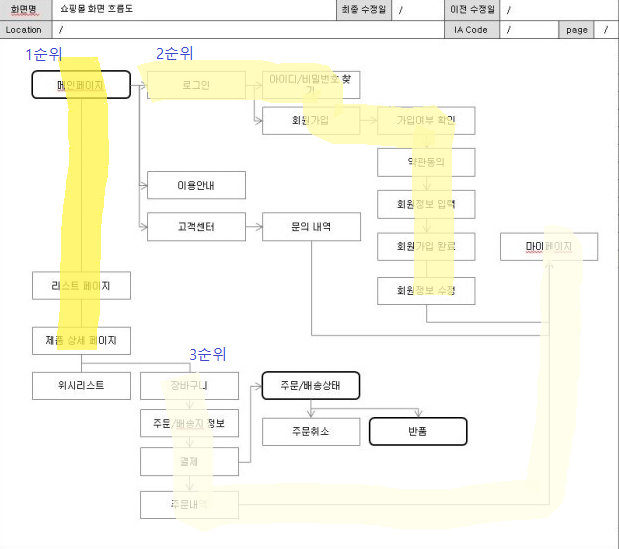 화면명 쇼핑몰 화면 흐름도 최종 수정일 / 이전 수정일 /
Location / IA Code / page /
1순위 2순위
메인페이지 로그인 아이디/비밀번호 찾
기
회원가입 가입여부 확인
약관동의
이용안내 회원정보 입력
고객센터 문의 내역 회원가입 완료 마이페이지
리스트 페이지 회원정보 수정
제품 상세 페이지
3순위
위시리스트 장바구니 주문/배송상태
주문/배송지 정보 주문취소 반품
결제
주문내역